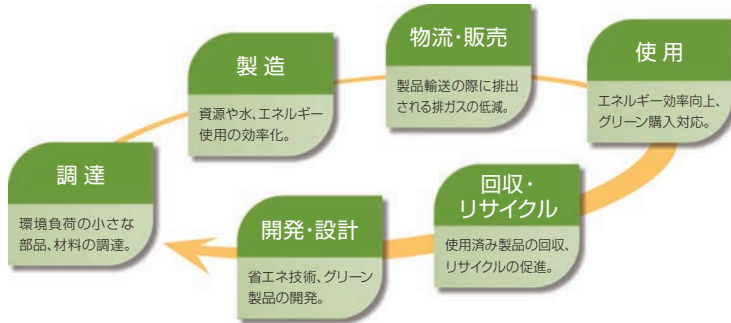 調達
環境負荷の小さな
部品、材料の調達。
製造
資源や水、エネルギー
使用の効率化。
物流・販売
製品輸送の際に排出
される排ガスの低減。
使用
エネルギー効率向上、
グリーン購入対応。
回収・
リサイクル
使用済み製品の回収、
リサイクルの促進。
開発・設計
省エネ技術、グリーン
製品の開発。